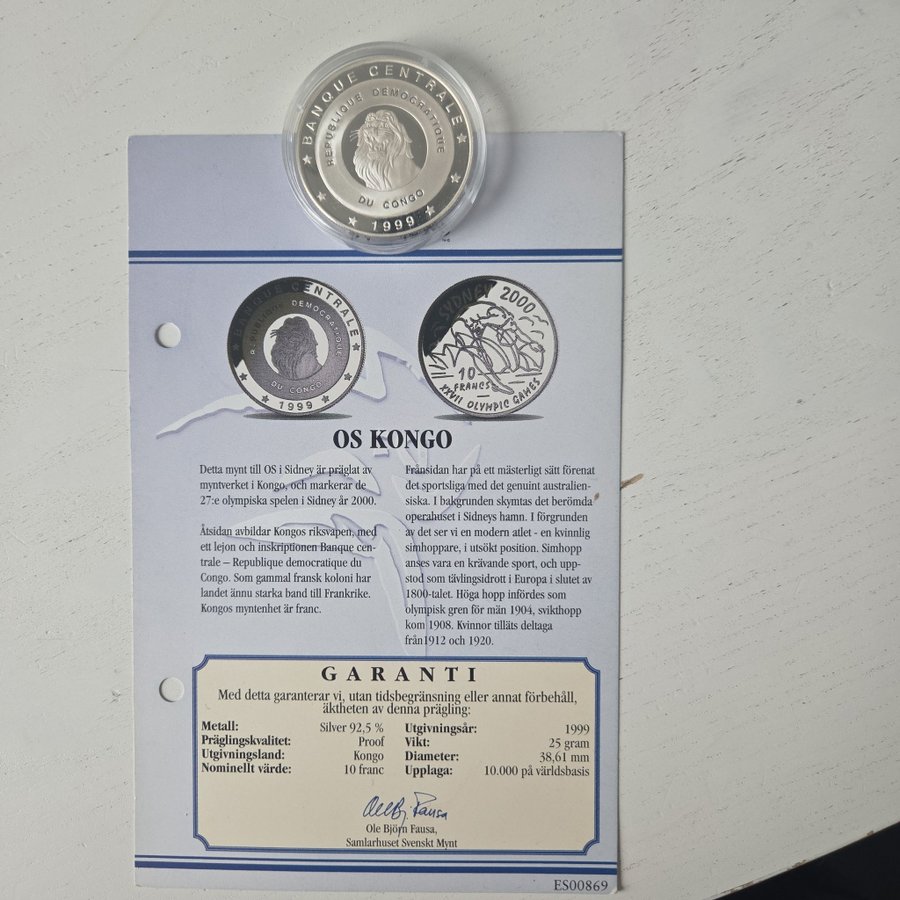 BANQUE CENTRALE
REPUBLIQUE DEMOCRATIQUE
DU CONGO
1999
BANQUE CENTRALE
REPUBLIQUE DEMOCRATIQUE
DU CONGO
1999
SYDNEY 2000
10
FRANCS
XXVII OLYMPIC GAMES
OS KONGO
Detta mynt till OS i Sidney är präglat av
myntverket i Kongo, och markerar de
27:e olympiska spelen i Sidney år 2000.
Åtsidan avbildar Kongos riksvapen, med
ett lejon och inskriptionen Banque cen-
trale – Republique democratique du
Congo. Som gammal fransk koloni har
landet ännu starka band till Frankrike.
Kongos myntenhet är franc.
Frånsidan har på ett mästerligt sätt förenat
det sportsliga med det genuint australien-
siska. I bakgrunden skymtas det berömda
operahuset i Sidneys hamn. I förgrunden
av det ser vi en modern atlet - en kvinnlig
simhoppare, i utsökt position. Simhopp
anses vara en krävande sport, och upp-
stod som tävlingsidrott i Europa i slutet av
1800-talet. Höga hopp infördes som
olympisk gren för män 1904, svikthopp
kom 1908. Kvinnor tilläts deltaga
från1912 och 1920.
GARANTI
Med detta garanterar vi, utan tidsbegränsning eller annat förbehåll,
äktheten av denna prägling:
Metall: Silver 92,5 %
Präglingskvalitet: Proof
Utgivningsland: Kongo
Nominellt värde: 10 franc
Utgivningsår: 1999
Vikt: 25 gram
Diameter: 38,61 mm
Upplaga: 10.000 på världsbasis
Ole Bj. Fausa
Ole Björn Fausa,
Samlarhuset Svenskt Mynt
ES00869